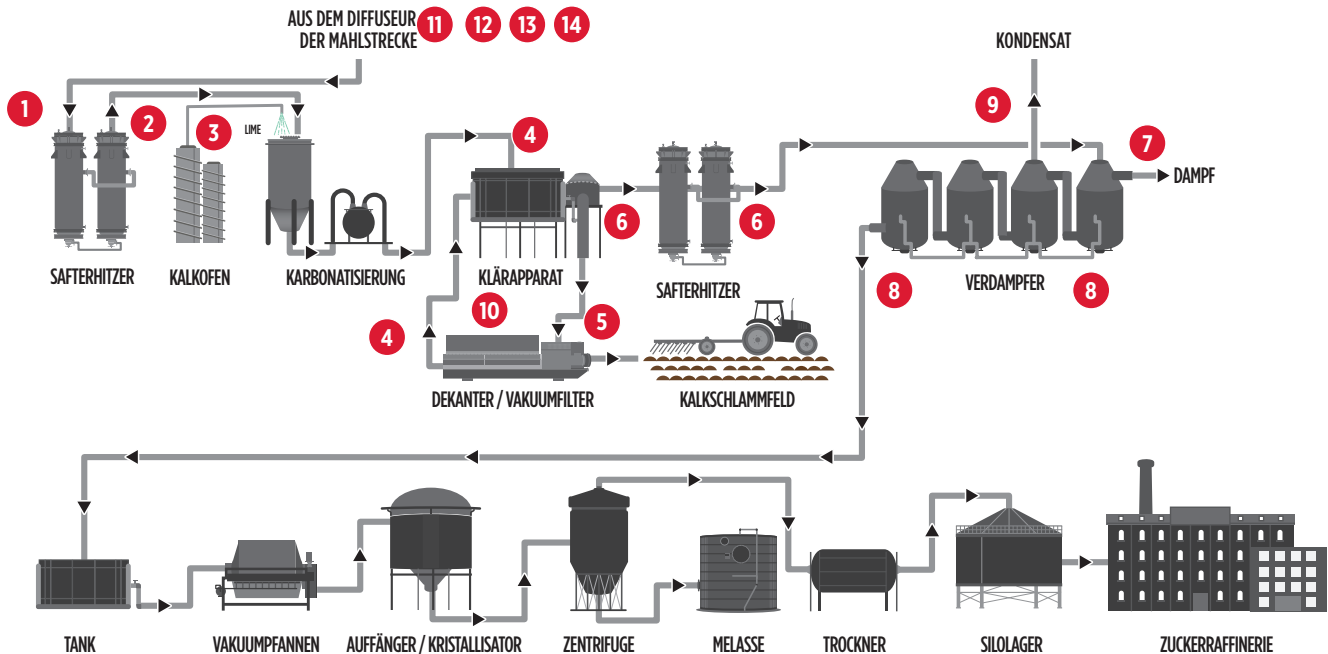 AUS DEM DIFFUSEUR
DER MAHLSTRECKE
11
12
13
14
KONDENSAT
1
2
3
LIME
4
9
7
DAMPF
6
6
SAFTERHITZER
KALKOFEN
KARBONATISIERUNG
KLÄRAPPARAT
SAFTERHITZER
VERDAMPFER
8
8
10
4
5
DEKANTER / VAKUUMFILTER
KALKSCHLAMMFELD
TANK
VAKUUMPFANNEN
AUFFÄNGER / KRISTALLISATOR
ZENTRIFUGE
MELASSE
TROCKNER
SILOLAGER
ZUCKERRAFFINERIE